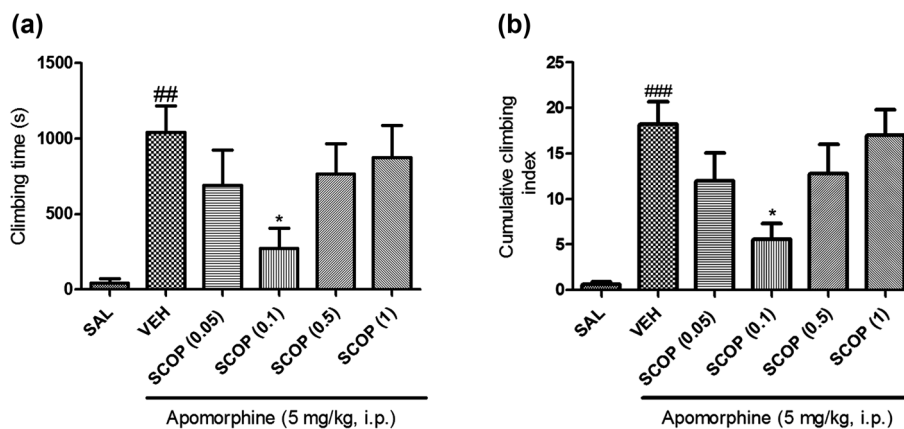 (a)
Climbing time (s)
1500
1000
500
0
##
*
SAL
VEH
SCOP (0.05)
SCOP (0.1)
SCOP (0.5)
SCOP (1)
Apomorphine (5 mg/kg, i.p.)
(b)
Cumulative climbing
index
25
20
15
10
5
0
###
*
SAL
VEH
SCOP (0.05)
SCOP (0.1)
SCOP (0.5)
SCOP (1)
Apomorphine (5 mg/kg, i.p.)